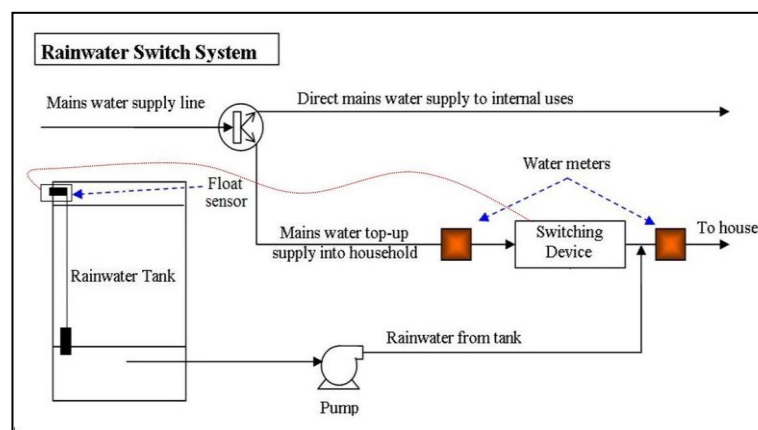 Rainwater Switch System
Mains water supply line
Direct mains water supply to internal uses
Water meters
Float
sensor
Mains water top-up
supply into household
Switching
Device
To house
Rainwater Tank
Rainwater from tank
Pump